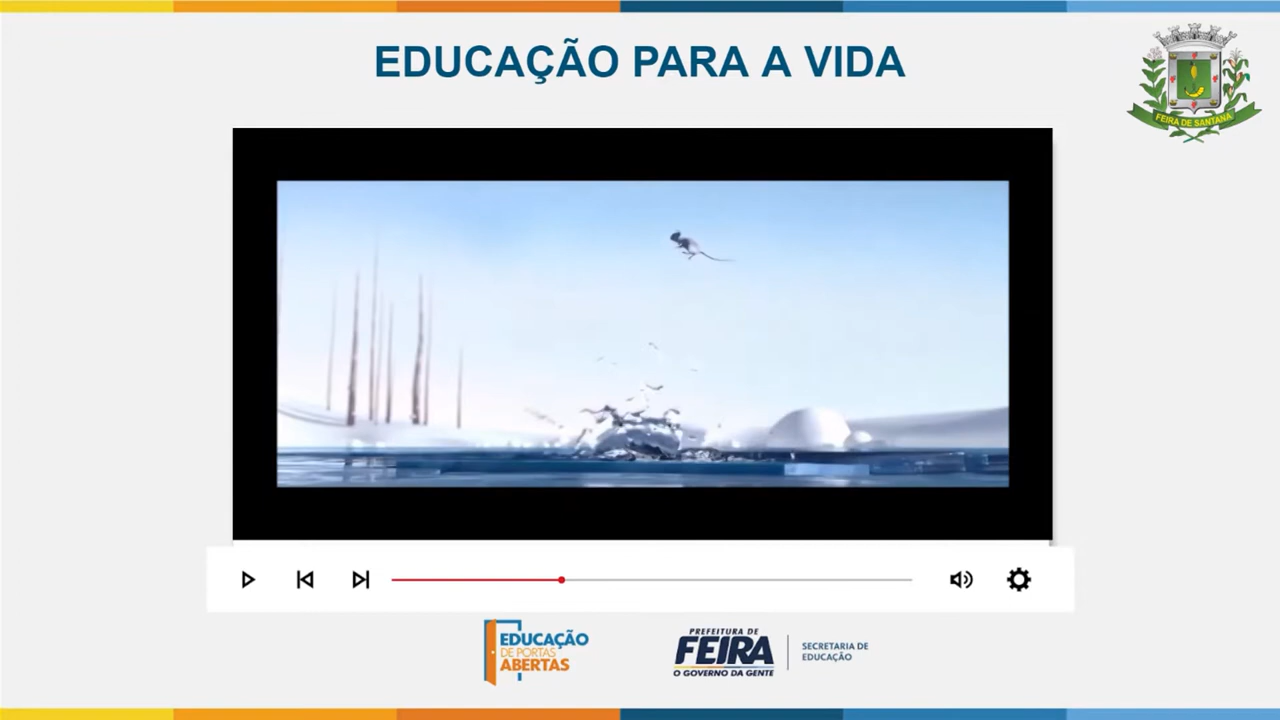 EDUCAÇÃO PARA A VIDA
FEIRA DE SANTANA
EDUCAÇÃO
DE PORTAS
ABERTAS
PREFEITURA DE
FEIRA
O GOVERNO DA GENTE
SECRETARIA DE
EDUCAÇÃO